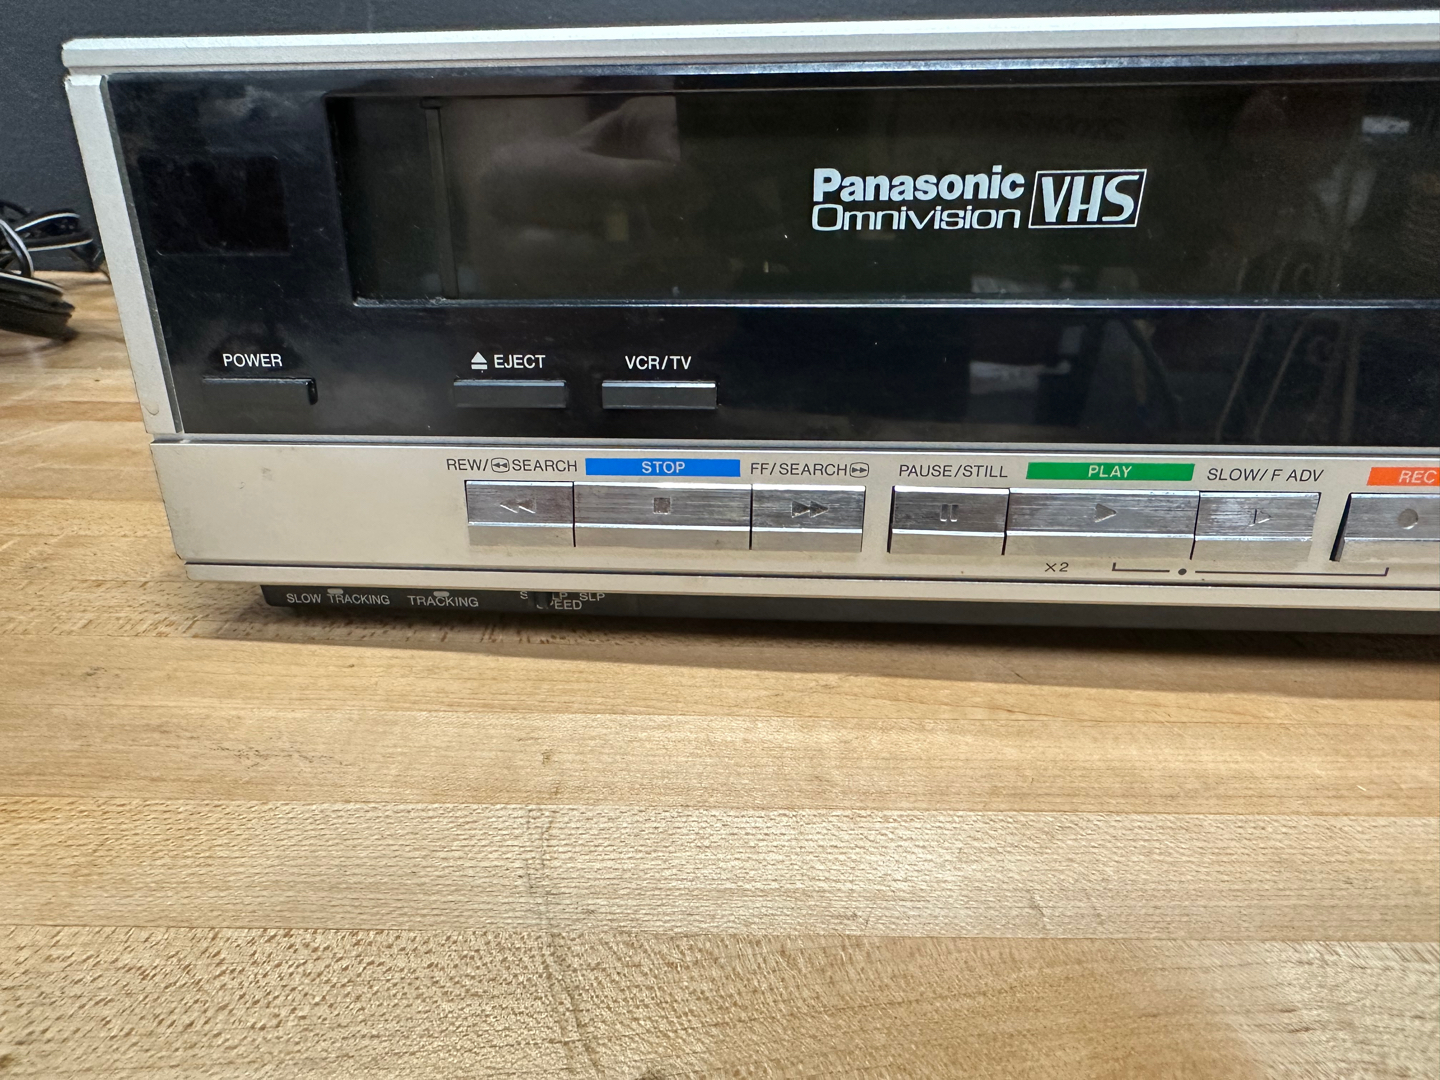 Panasonic VHS
Omnivision
POWER
EJECT
VCR/TV
REW/ SEARCH
STOP
FF/SEARCH
PAUSE/STILL
PLAY
SLOW/F ADV
REC
X2
SLOW TRACKING
TRACKING
SLP